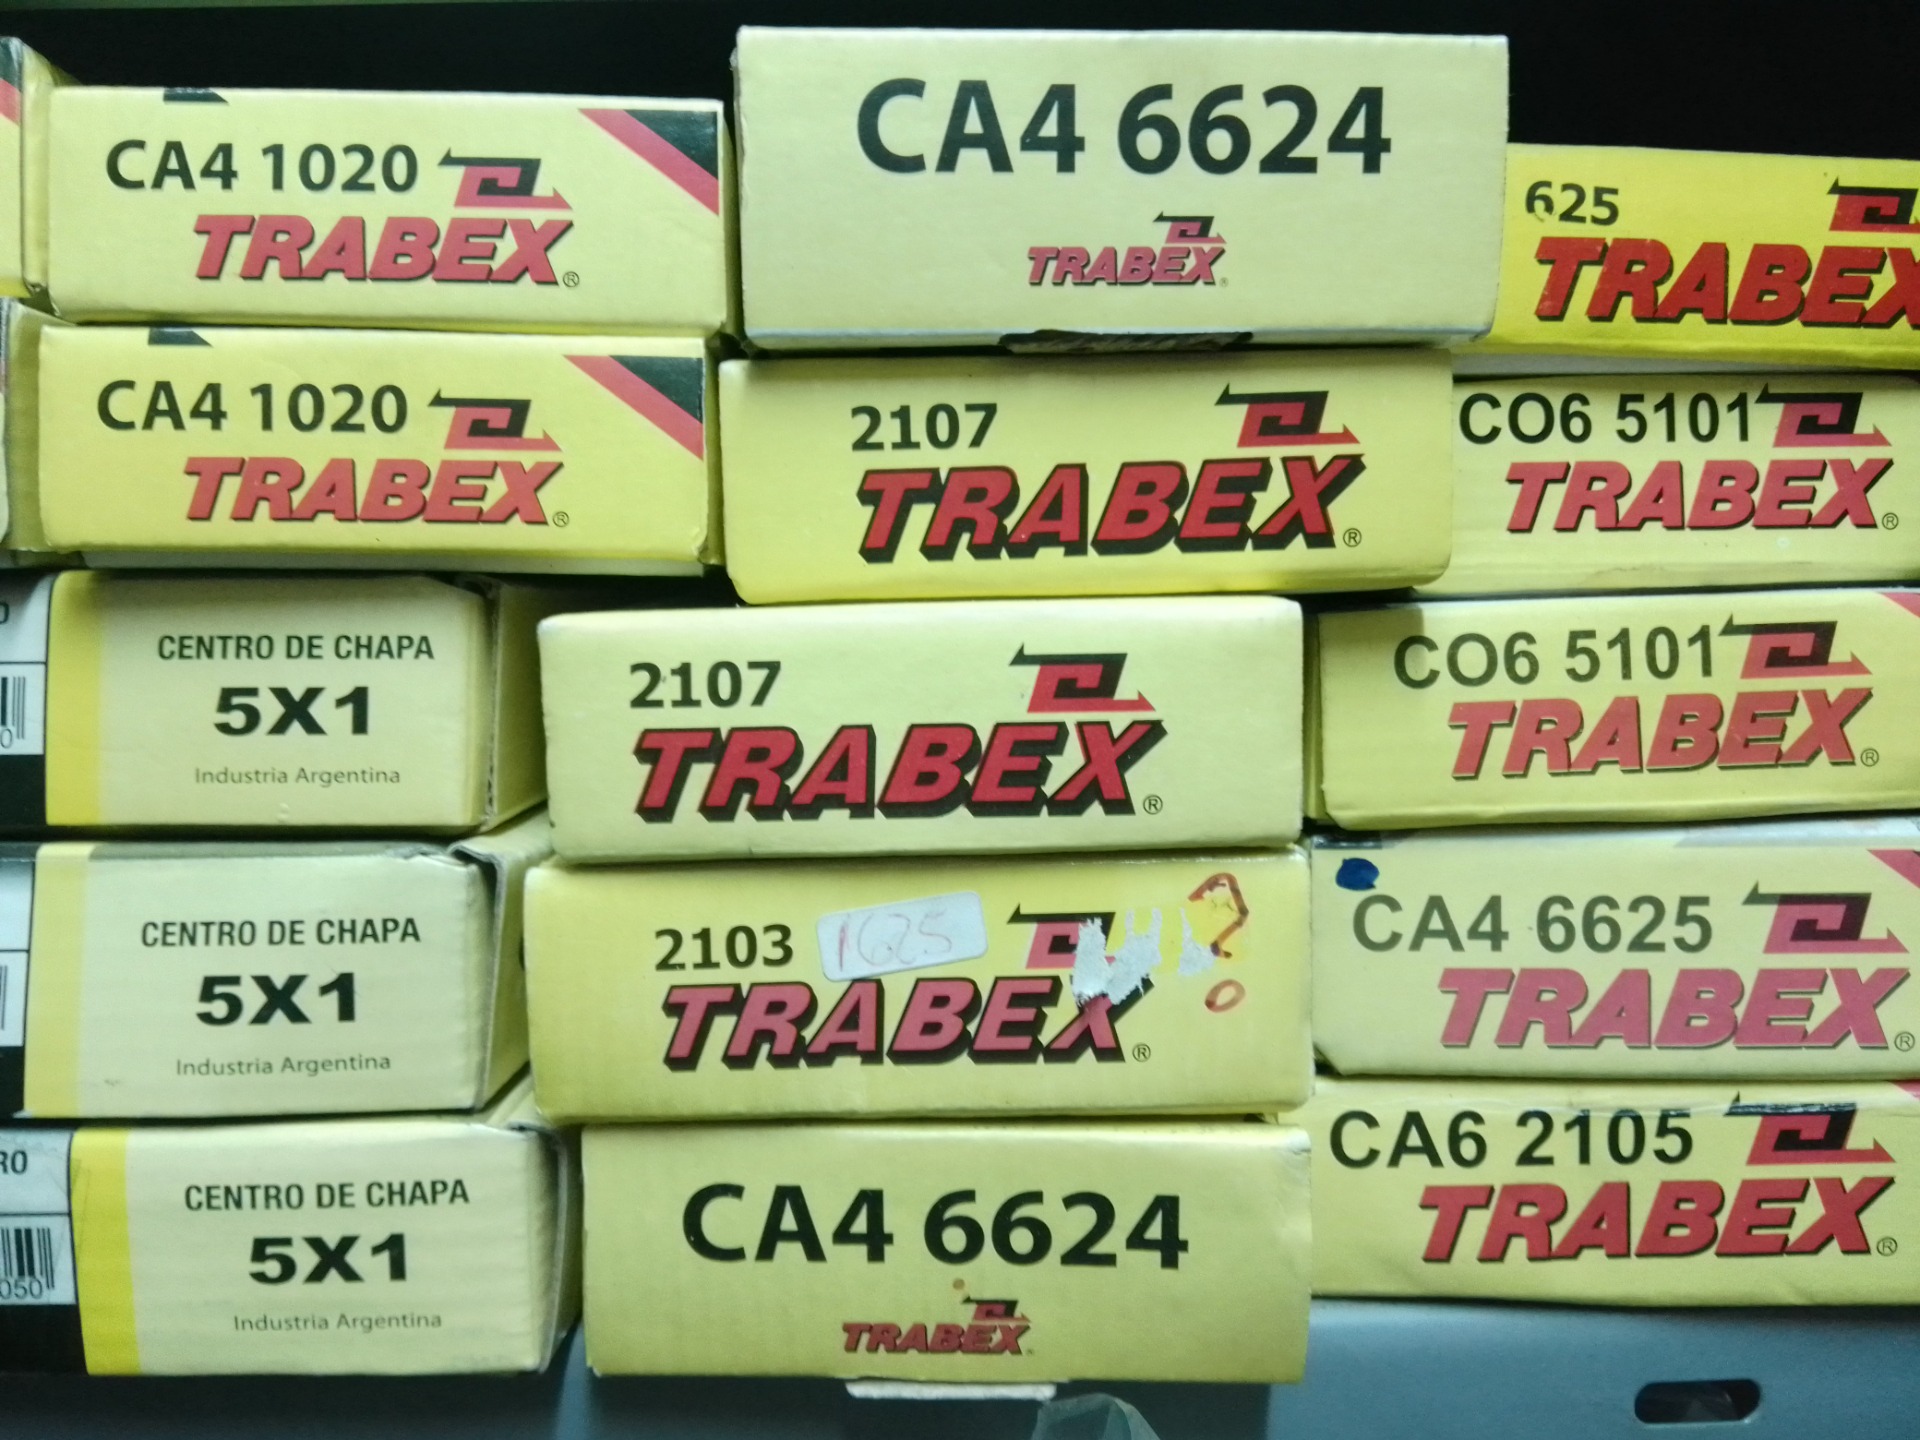 CA4 1020
TRABEX®
CA4 1020
TRABEX®
CENTRO DE CHAPA
5X1
Industria Argentina
CENTRO DE CHAPA
5X1
Industria Argentina
RO
050
CENTRO DE CHAPA
5X1
Industria Argentina
CA4 6624
TRABEX®
2107
TRABEX®
2107
TRABEX®
2103
1625
?
TRABEX®
CA4 6624
TRABEX
625
TRABEX
CO6 5101
TRABEX®
CO6 5101
TRABEX®
CA4 6625
TRABEX®
CA6 2105
TRABEX®